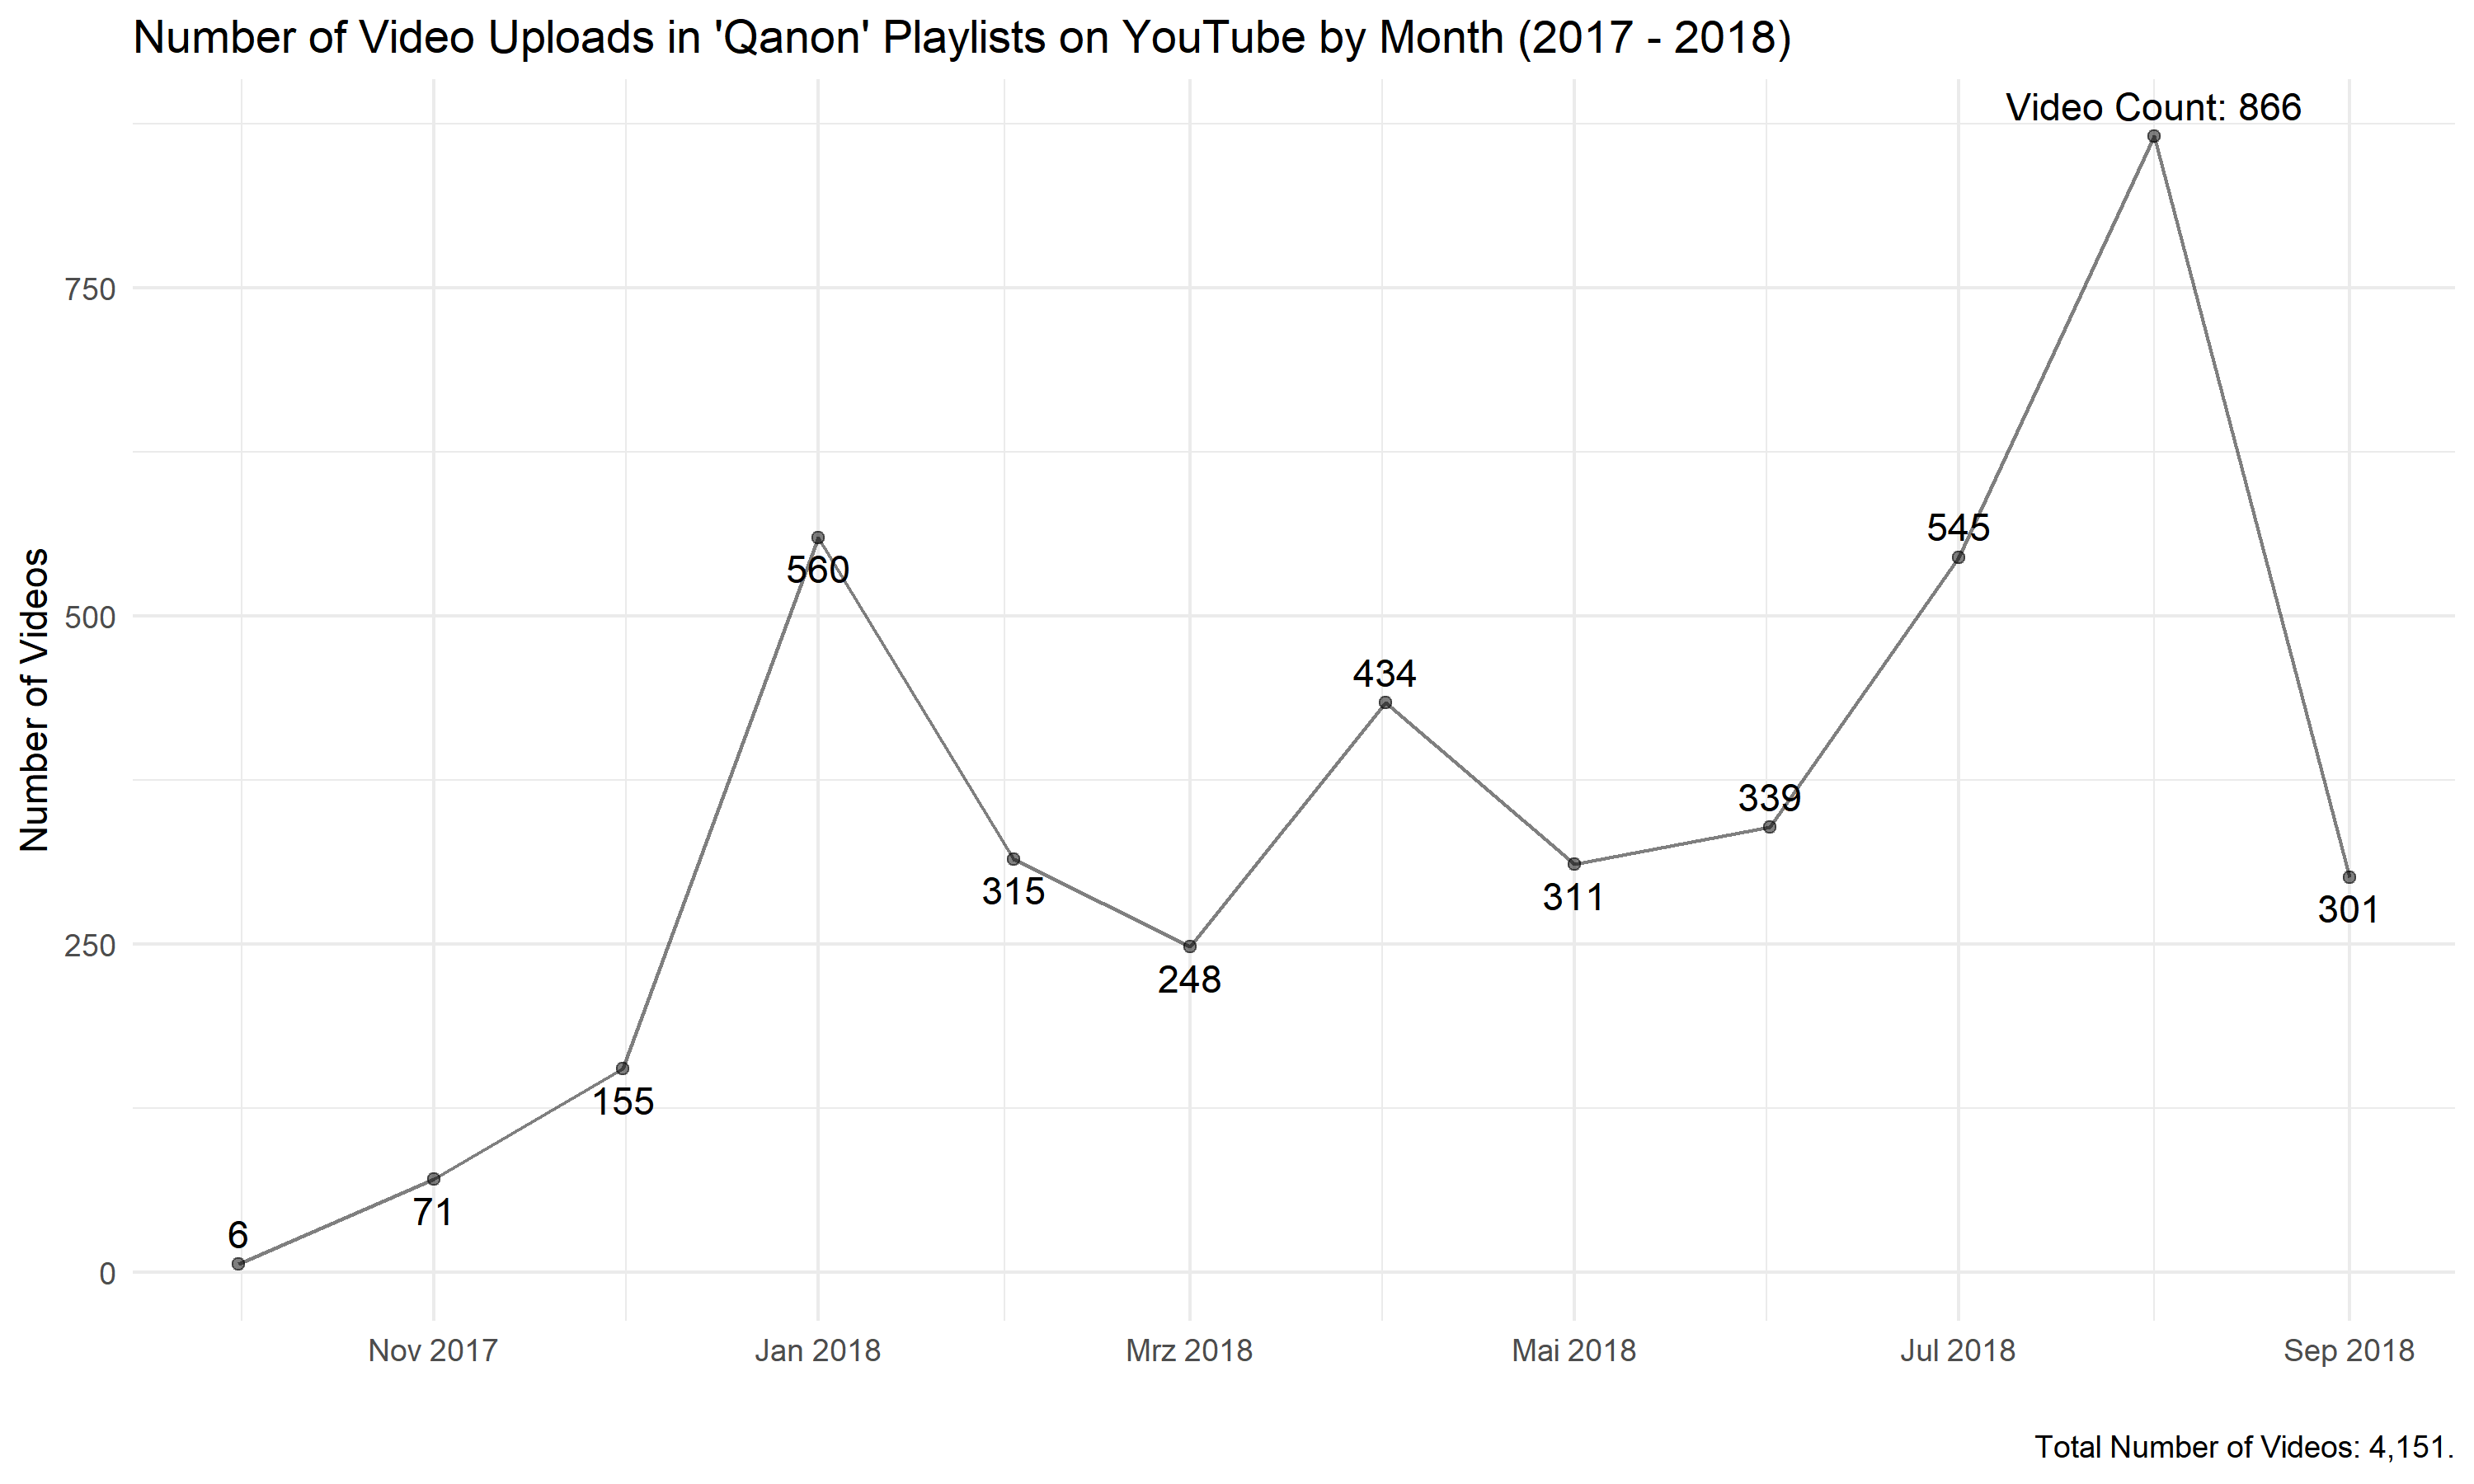 Number of Video Uploads in 'Qanon' Playlists on YouTube by Month (2017 - 2018)
Video Count: 866
750
545
560
Number of Videos
500
434
339
315
311
301
250
248
155
71
6
0
Nov 2017
Jan 2018
Mrz 2018
Mai 2018
Jul 2018
Sep 2018
Total Number of Videos: 4,151.